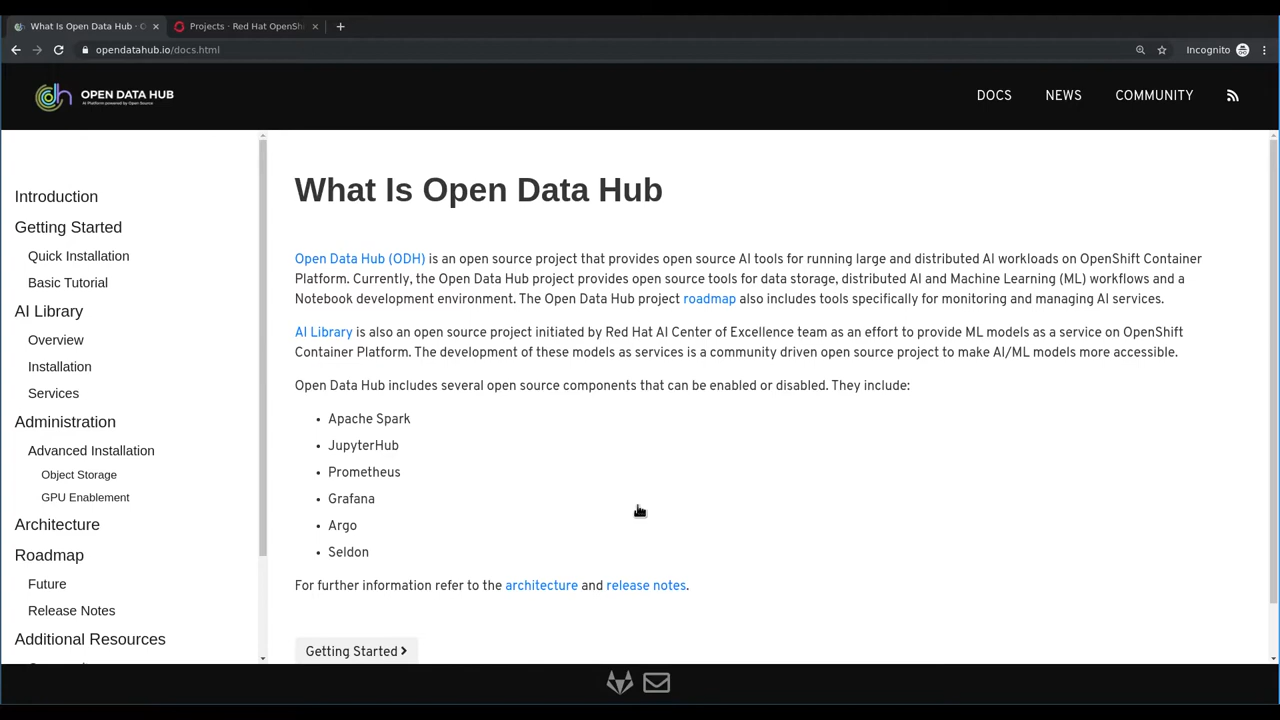 What Is Open Data Hub · O
Projects · Red Hat OpenShi
opendatahub.io/docs.html
Incognito
OPEN DATA HUB
AI Platform powered by Open Source
DOCS
NEWS
COMMUNITY
Introduction
Getting Started
Quick Installation
Basic Tutorial
AI Library
Overview
Installation
Services
Administration
Advanced Installation
Object Storage
GPU Enablement
Architecture
Roadmap
Future
Release Notes
Additional Resources
What Is Open Data Hub
Open Data Hub (ODH) is an open source project that provides open source AI tools for running large and distributed AI workloads on OpenShift Container
Platform. Currently, the Open Data Hub project provides open source tools for data storage, distributed AI and Machine Learning (ML) workflows and a
Notebook development environment. The Open Data Hub project roadmap also includes tools specifically for monitoring and managing AI services.
AI Library is also an open source project initiated by Red Hat AI Center of Excellence team as an effort to provide ML models as a service on OpenShift
Container Platform. The development of these models as services is a community driven open source project to make AI/ML models more accessible.
Open Data Hub includes several open source components that can be enabled or disabled. They include:
• Apache Spark
• JupyterHub
• Prometheus
• Grafana
• Argo
• Seldon
For further information refer to the architecture and release notes.
Getting Started